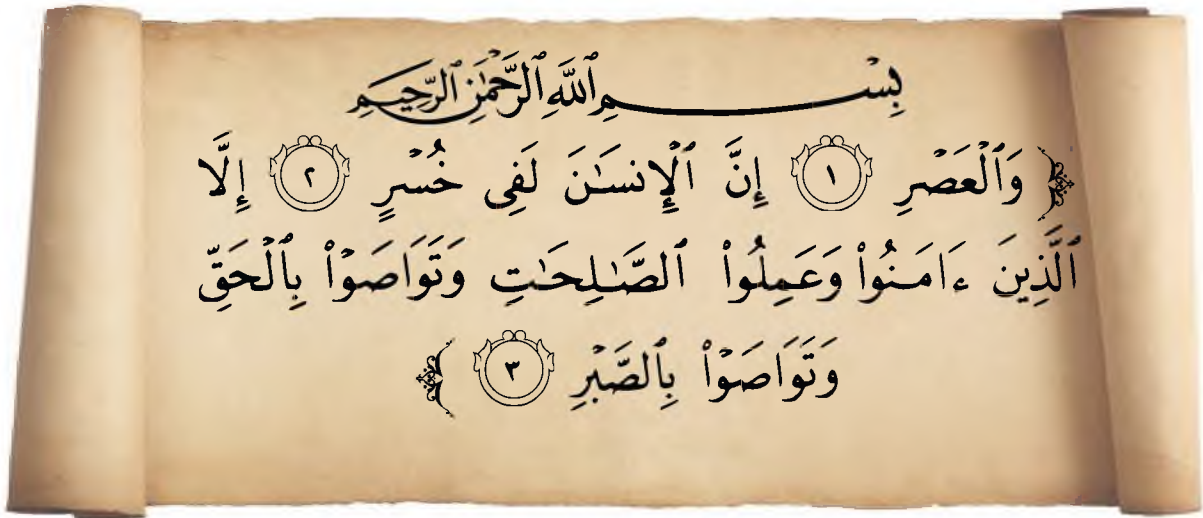 بِسْمِ ٱللَّهِ ٱلرَّحْمَٰنِ ٱلرَّحِيمِ
﴿ وَٱلْعَصْرِ ١ إِنَّ ٱلْإِنسَـٰنَ لَفِى خُسْرٍ ٢ إِلَّا
ٱلَّذِينَ ءَامَنُوا۟ وَعَمِلُوا۟ ٱلصَّـٰلِحَـٰتِ وَتَوَاصَوْا۟ بِٱلْحَقِّ
وَتَوَاصَوْا۟ بِٱلصَّبْرِ ٣ ﴾